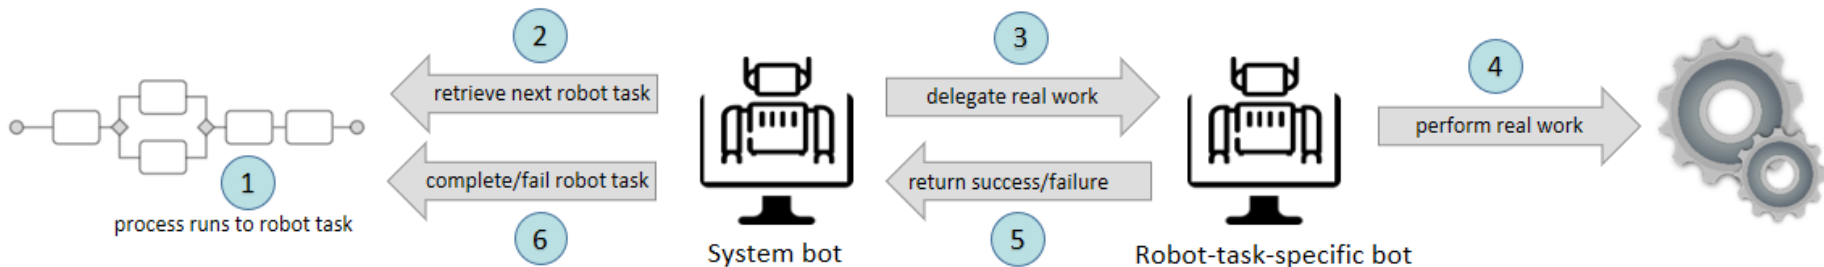 2
3
4
retrieve next robot task
delegate real work
perform real work
1
complete/fail robot task
return success/failure
process runs to robot task
6
5
System bot
Robot-task-specific bot